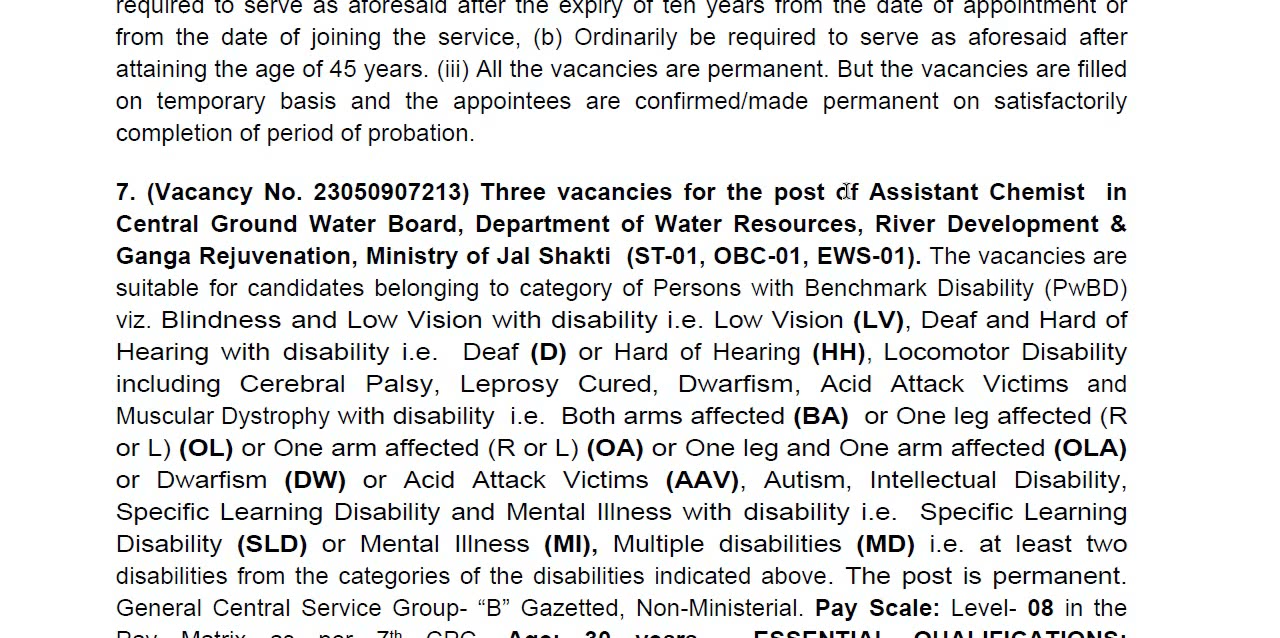 required to serve as aforesaid after the expiry of ten years from the date of appointment or
from the date of joining the service, (b) Ordinarily be required to serve as aforesaid after
attaining the age of 45 years. (iii) All the vacancies are permanent. But the vacancies are filled
on temporary basis and the appointees are confirmed/made permanent on satisfactorily
completion of period of probation.
7. (Vacancy No. 23050907213) Three vacancies for the post of Assistant Chemist in
Central Ground Water Board, Department of Water Resources, River Development &
Ganga Rejuvenation, Ministry of Jal Shakti (ST-01, OBC-01, EWS-01). The vacancies are
suitable for candidates belonging to category of Persons with Benchmark Disability (PwBD)
viz. Blindness and Low Vision with disability i.e. Low Vision (LV), Deaf and Hard of
Hearing with disability i.e. Deaf (D) or Hard of Hearing (HH), Locomotor Disability
including Cerebral Palsy, Leprosy Cured, Dwarfism, Acid Attack Victims and
Muscular Dystrophy with disability i.e. Both arms affected (BA) or One leg affected (R
or L) (OL) or One arm affected (R or L) (OA) or One leg and One arm affected (OLA)
or Dwarfism (DW) or Acid Attack Victims (AAV), Autism, Intellectual Disability,
Specific Learning Disability and Mental Illness with disability i.e. Specific Learning
Disability (SLD) or Mental Illness (MI), Multiple disabilities (MD) i.e. at least two
disabilities from the categories of the disabilities indicated above. The post is permanent.
General Central Service Group- “B” Gazetted, Non-Ministerial. Pay Scale: Level- 08 in the
Pay Matrix as per 7th CPC. Age: 30 years. ESSENTIAL QUALIFICATIONS: